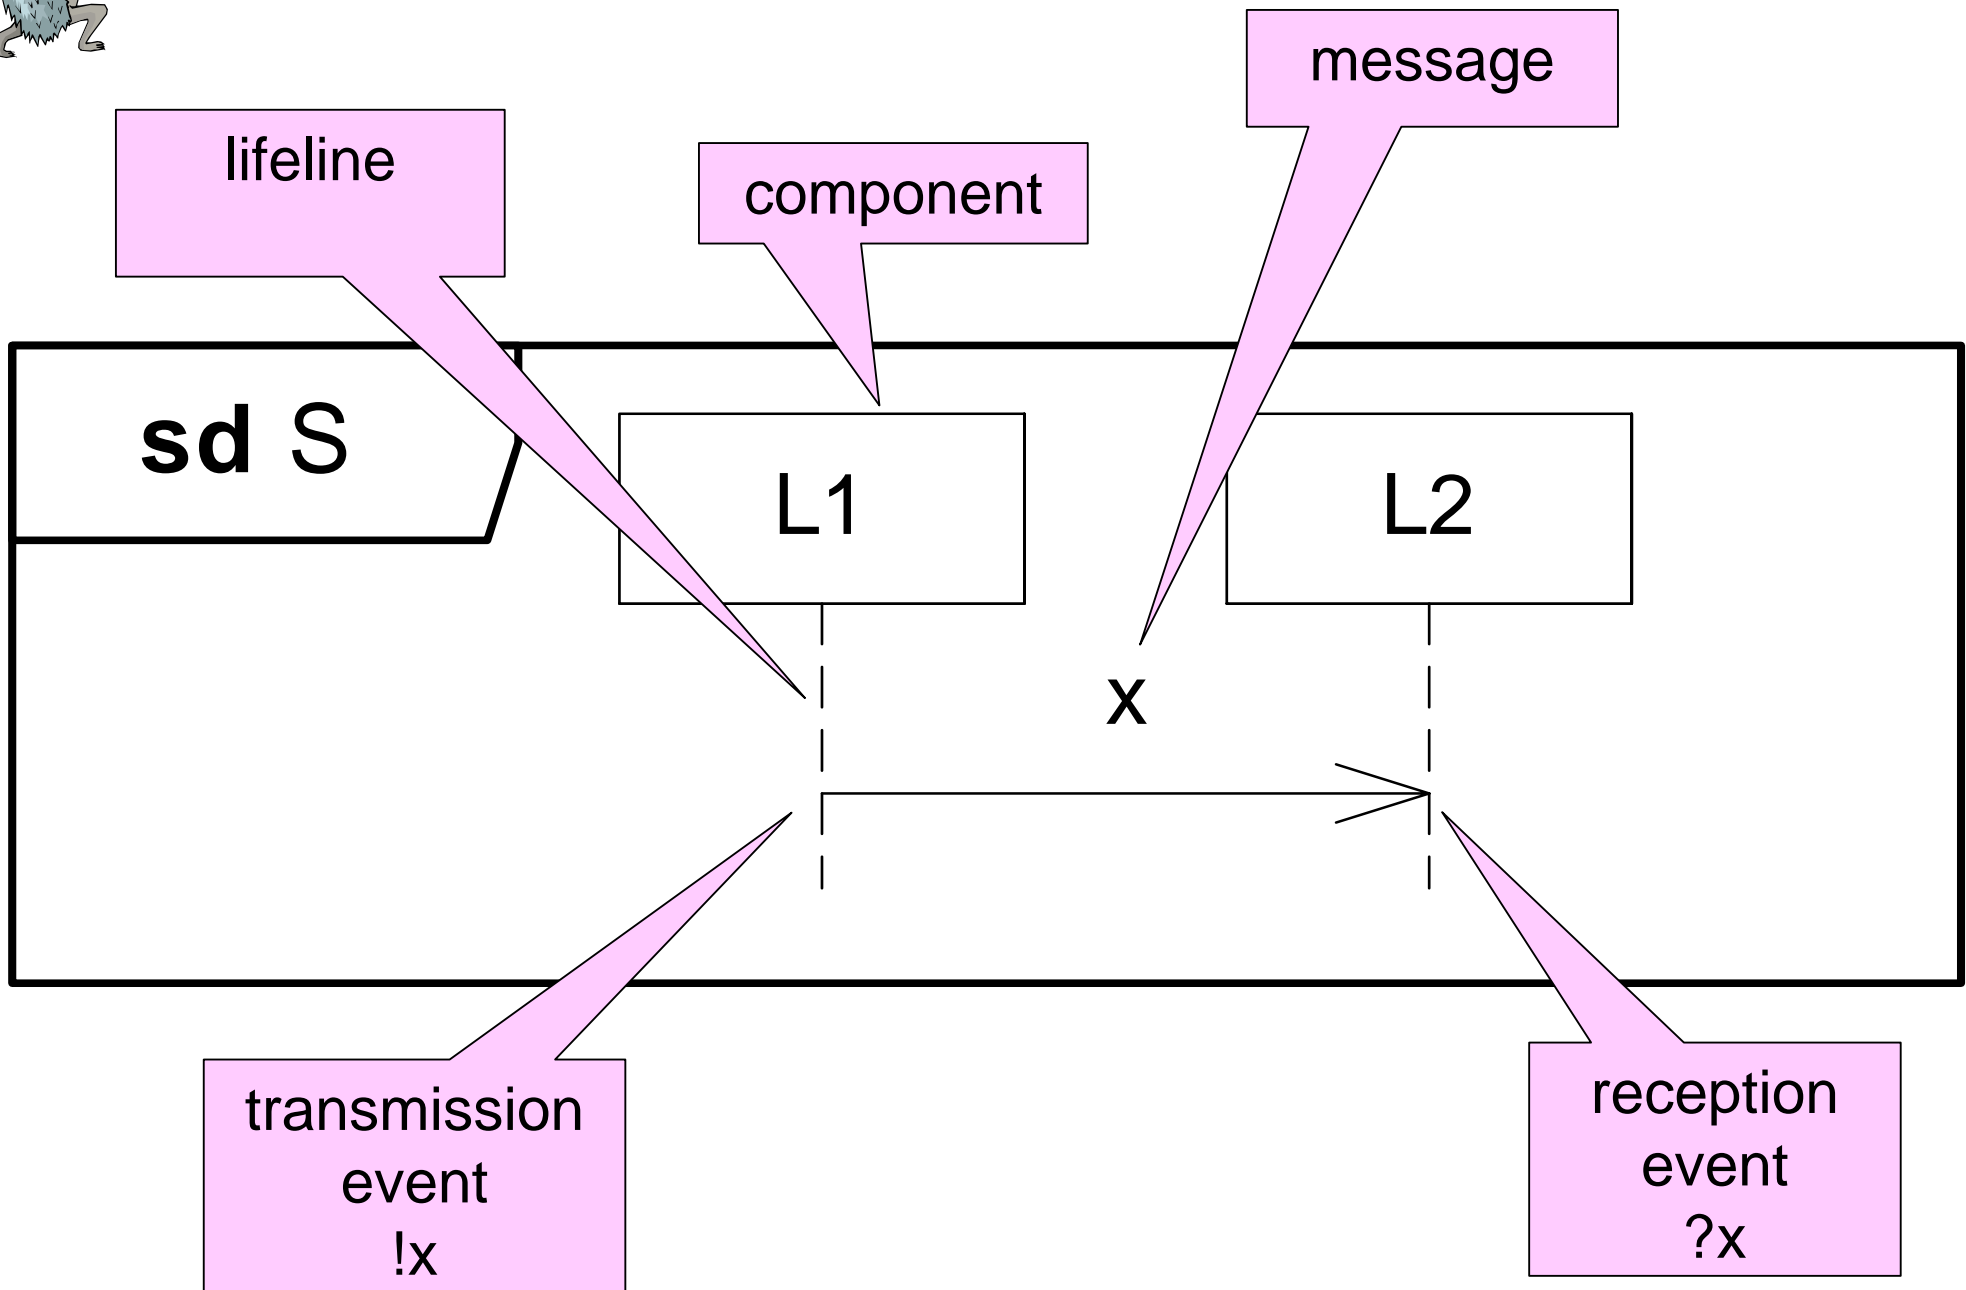 message
lifeline
component
sd S
L1
L2
x
transmission
event
!x
reception
event
?x